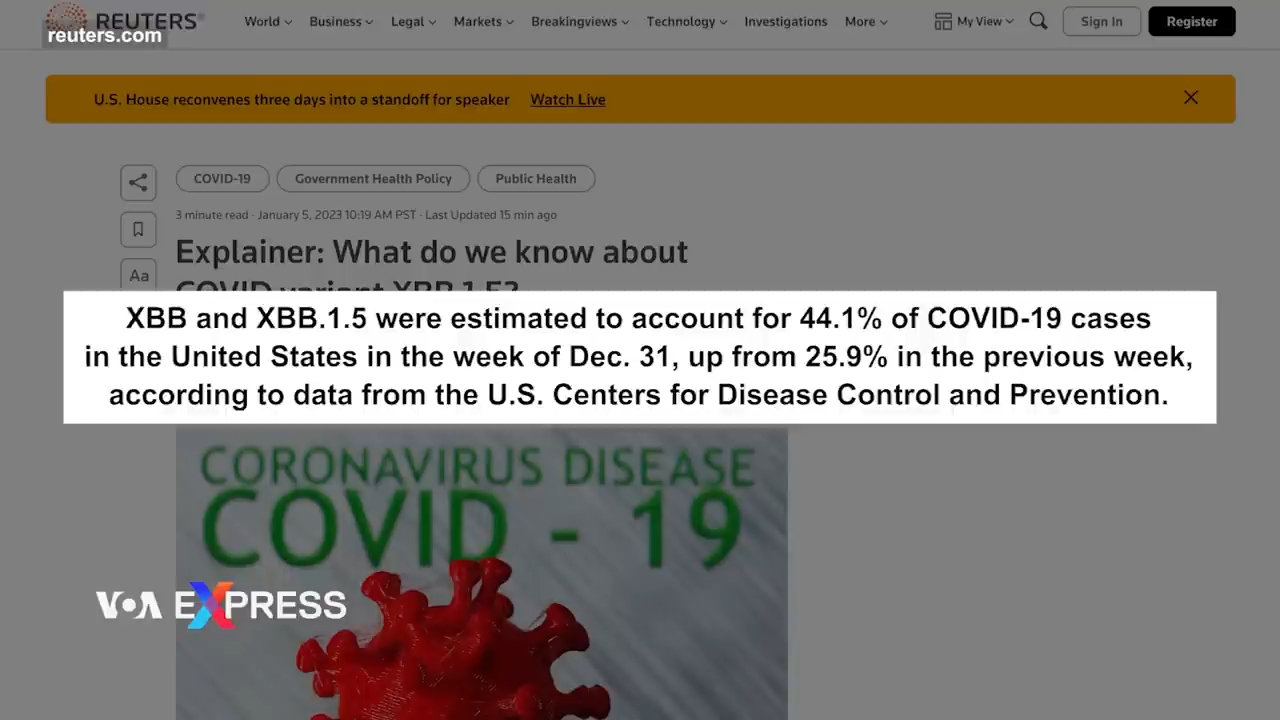 REUTERS
reuters.com
World Business Legal Markets Breakingviews Technology Investigations More My View Sign In Register
U.S. House reconvenes three days into a standoff for speaker Watch Live
COVID-19 Government Health Policy Public Health
3 minute read · January 5, 2023 10:19 AM PST · Last Updated 15 min ago
Explainer: What do we know about
COVID variant XBB.1.5?
Aa
XBB and XBB.1.5 were estimated to account for 44.1% of COVID-19 cases
in the United States in the week of Dec. 31, up from 25.9% in the previous week,
according to data from the U.S. Centers for Disease Control and Prevention.
CORONAVIRUS DISEASE
COVID - 19
VOA EXPRESS